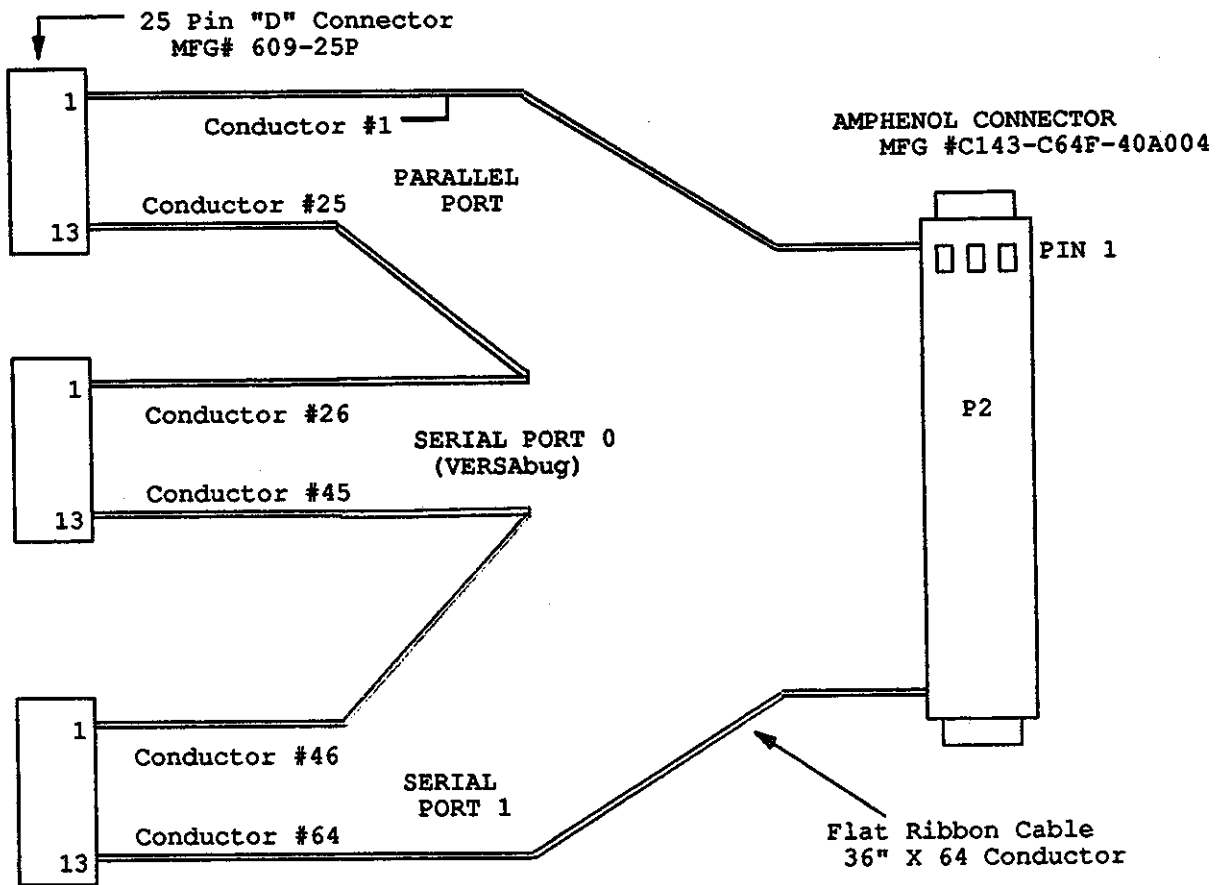 25 Pin "D" Connector
MFG# 609-25P
1
Conductor #1
AMPHENOL CONNECTOR
MFG #C143-C64F-40A004
PARALLEL
PORT
Conductor #25
13
PIN 1
1
Conductor #26
P2
SERIAL PORT 0
(VERSAbug)
Conductor #45
13
1
Conductor #46
SERIAL
PORT 1
Conductor #64
13
Flat Ribbon Cable
36" X 64 Conductor